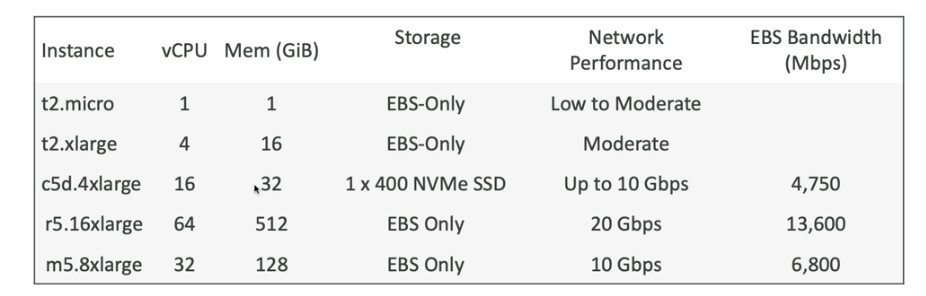 Instance vCPU Mem (GiB) Storage Network Performance EBS Bandwidth (Mbps)
t2.micro 1 1 EBS-Only Low to Moderate
t2.xlarge 4 16 EBS-Only Moderate
c5d.4xlarge 16 32 1 x 400 NVMe SSD Up to 10 Gbps 4,750
r5.16xlarge 64 512 EBS Only 20 Gbps 13,600
m5.8xlarge 32 128 EBS Only 10 Gbps 6,800